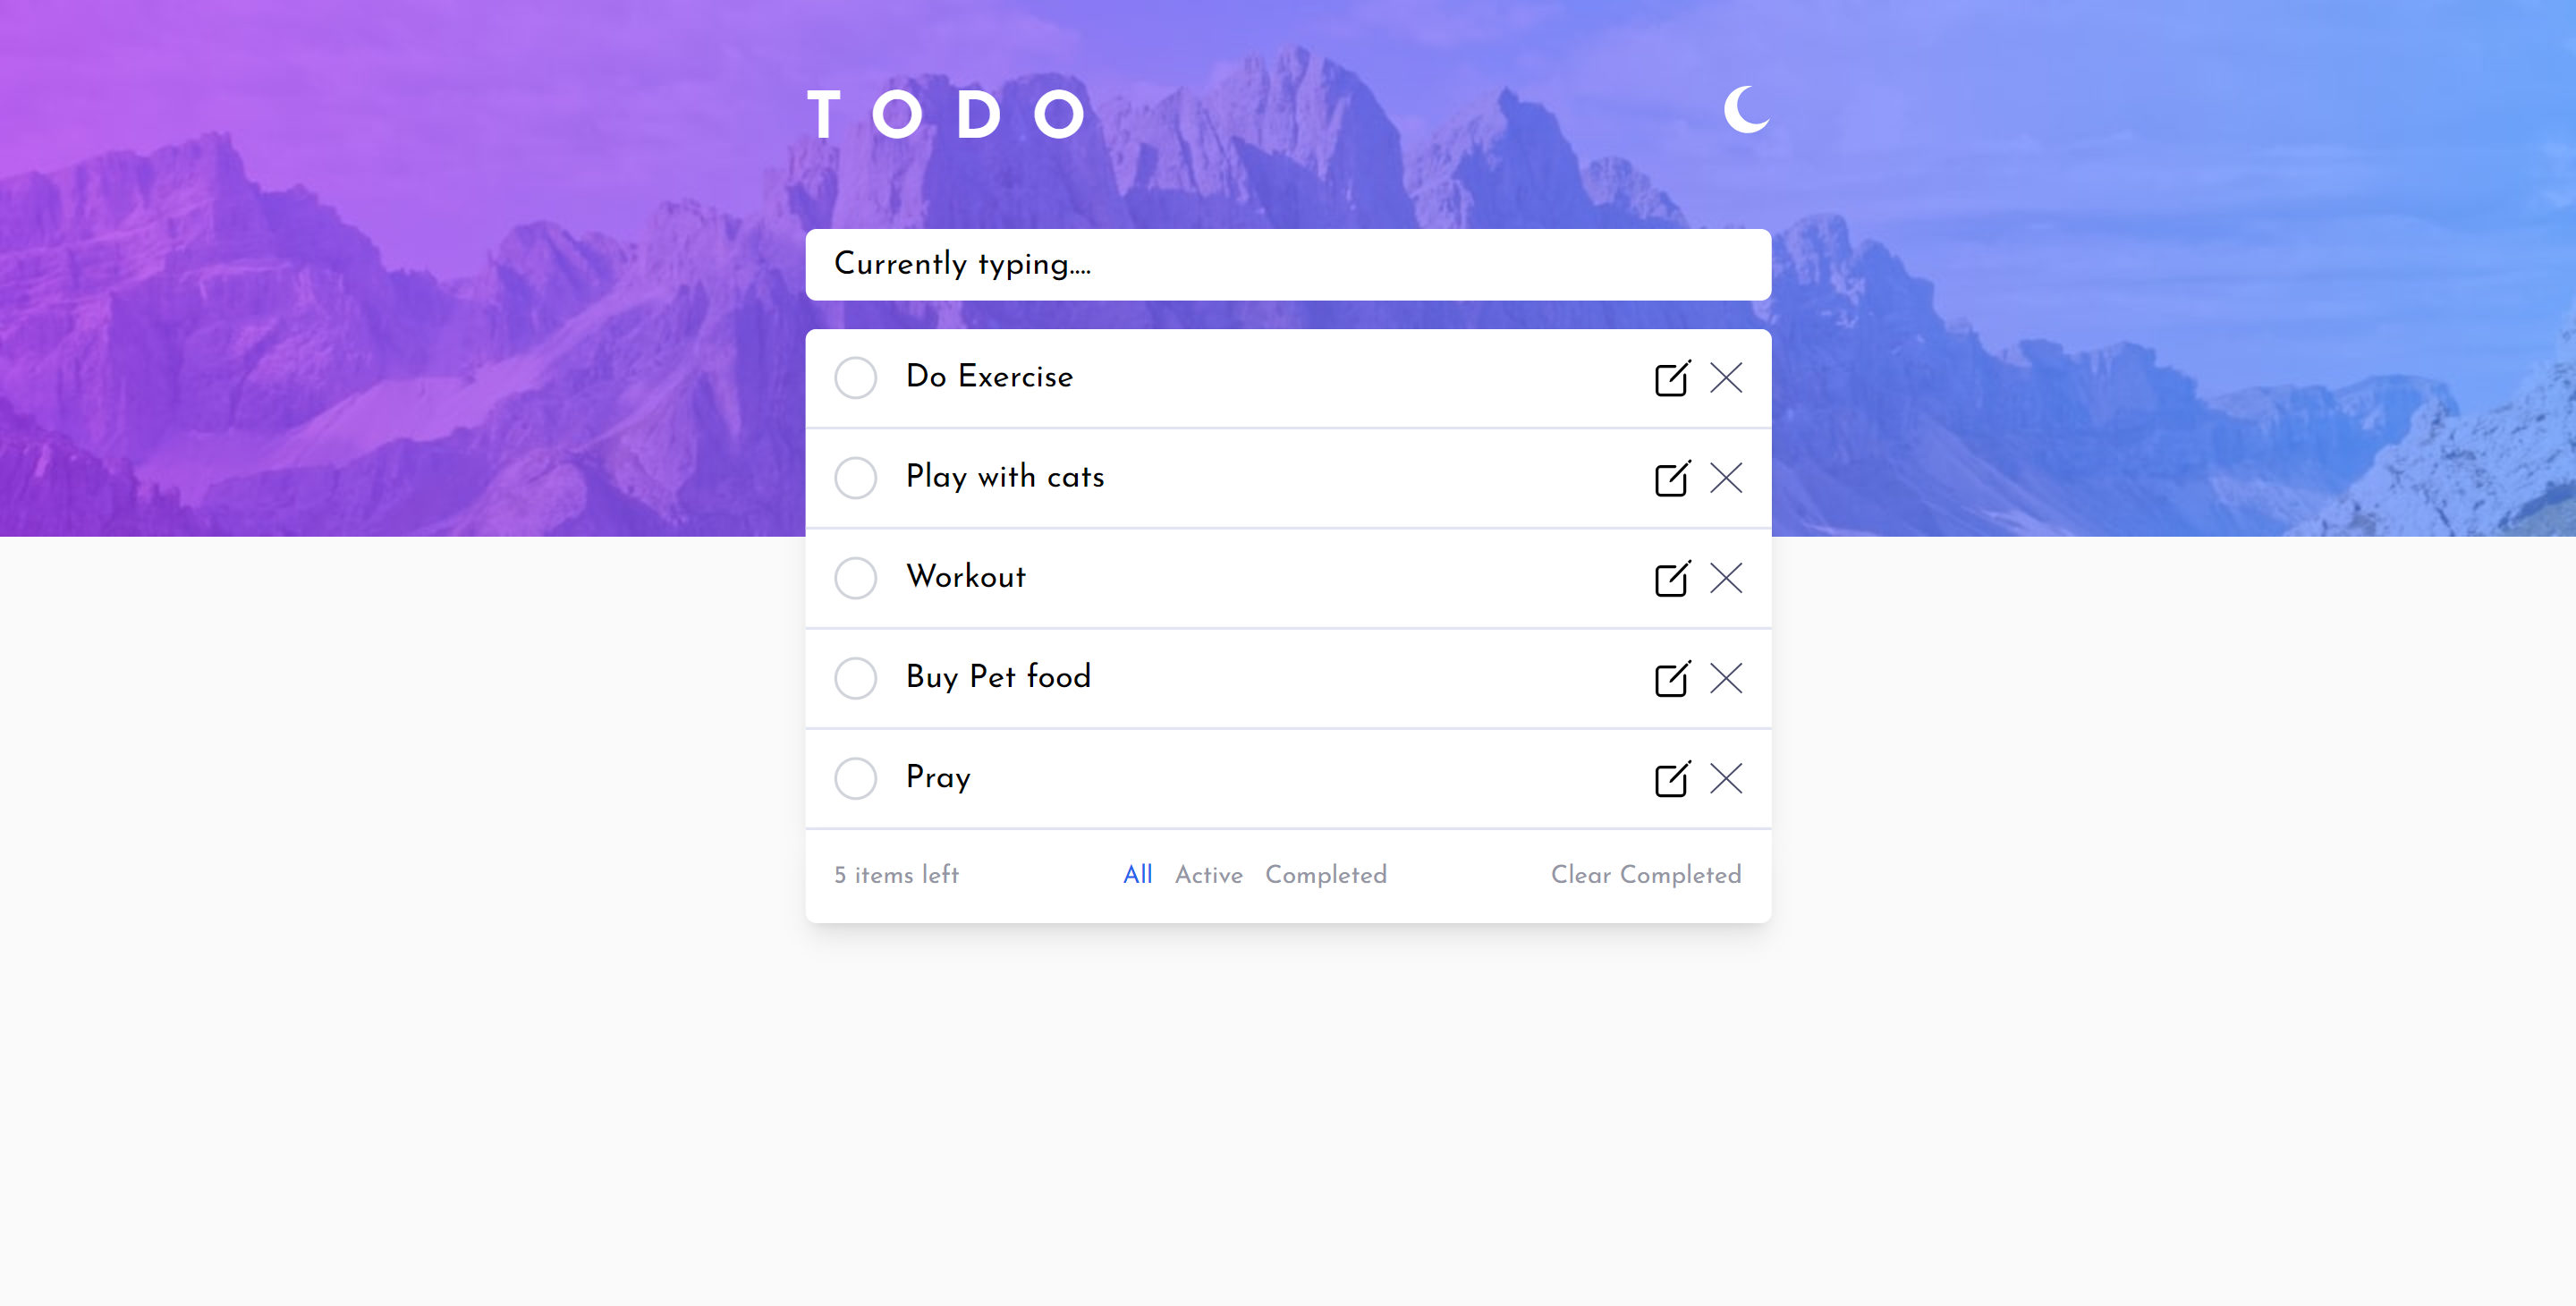 TODO
Currently typing....
Do Exercise
Play with cats
Workout
Buy Pet food
Pray
5 items left All Active Completed Clear Completed